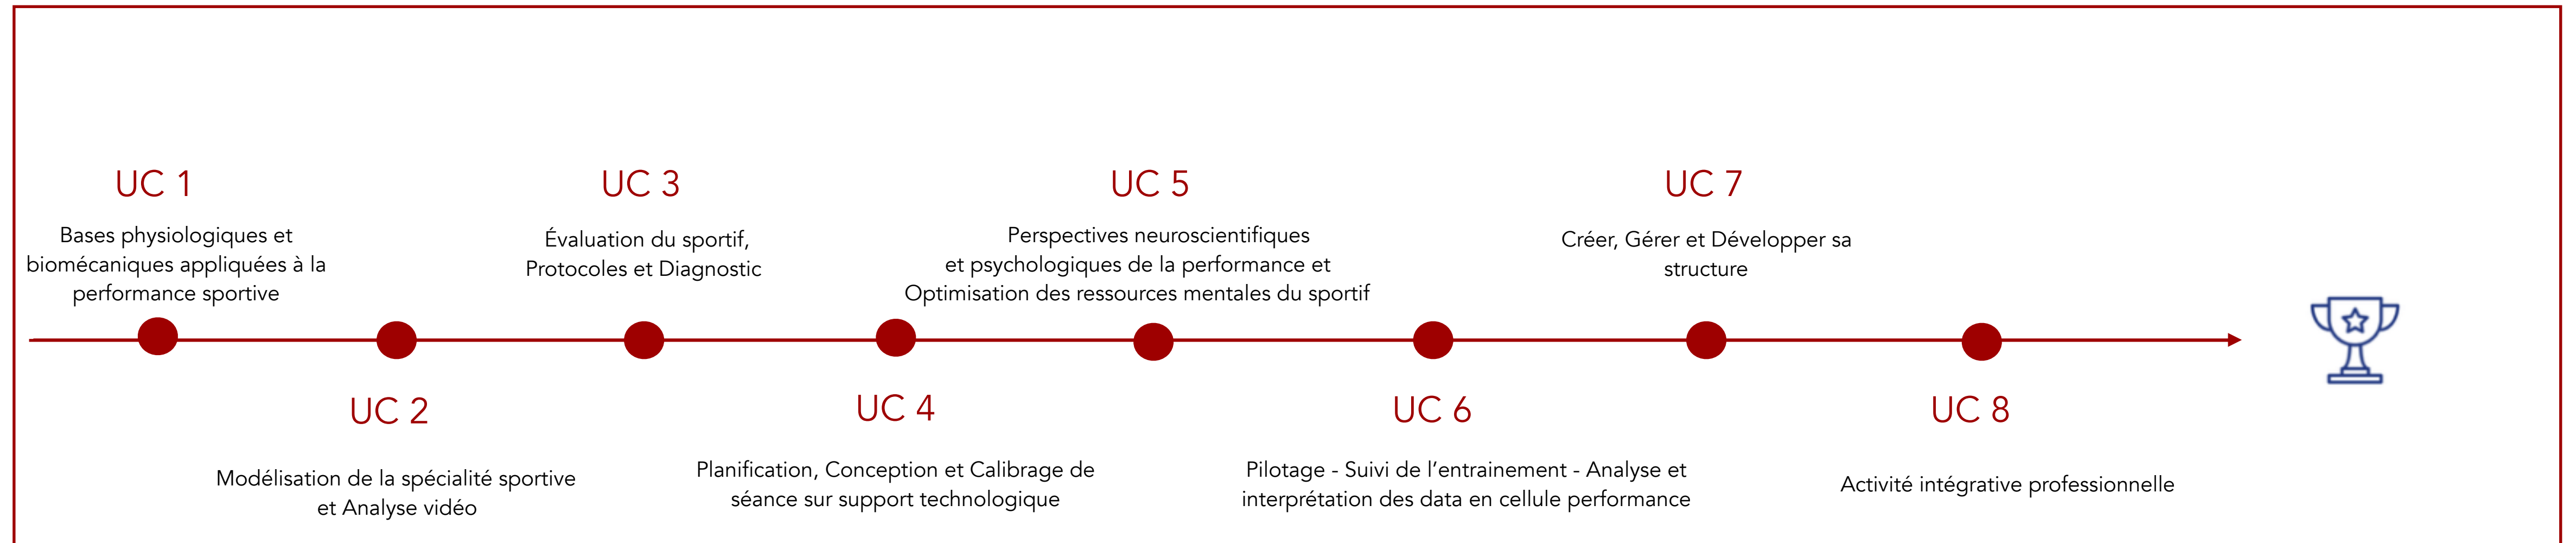 UC 1
Bases physiologiques et
biomécaniques appliquées à la
performance sportive
UC 2
Modélisation de la spécialité sportive
et Analyse vidéo
UC 3
Évaluation du sportif,
Protocoles et Diagnostic
UC 4
Planification, Conception et Calibrage de
séance sur support technologique
UC 5
Perspectives neuroscientifiques
et psychologiques de la performance et
Optimisation des ressources mentales du sportif
UC 6
Pilotage - Suivi de l’entrainement - Analyse et
interprétation des data en cellule performance
UC 7
Créer, Gérer et Développer sa
structure
UC 8
Activité intégrative professionnelle